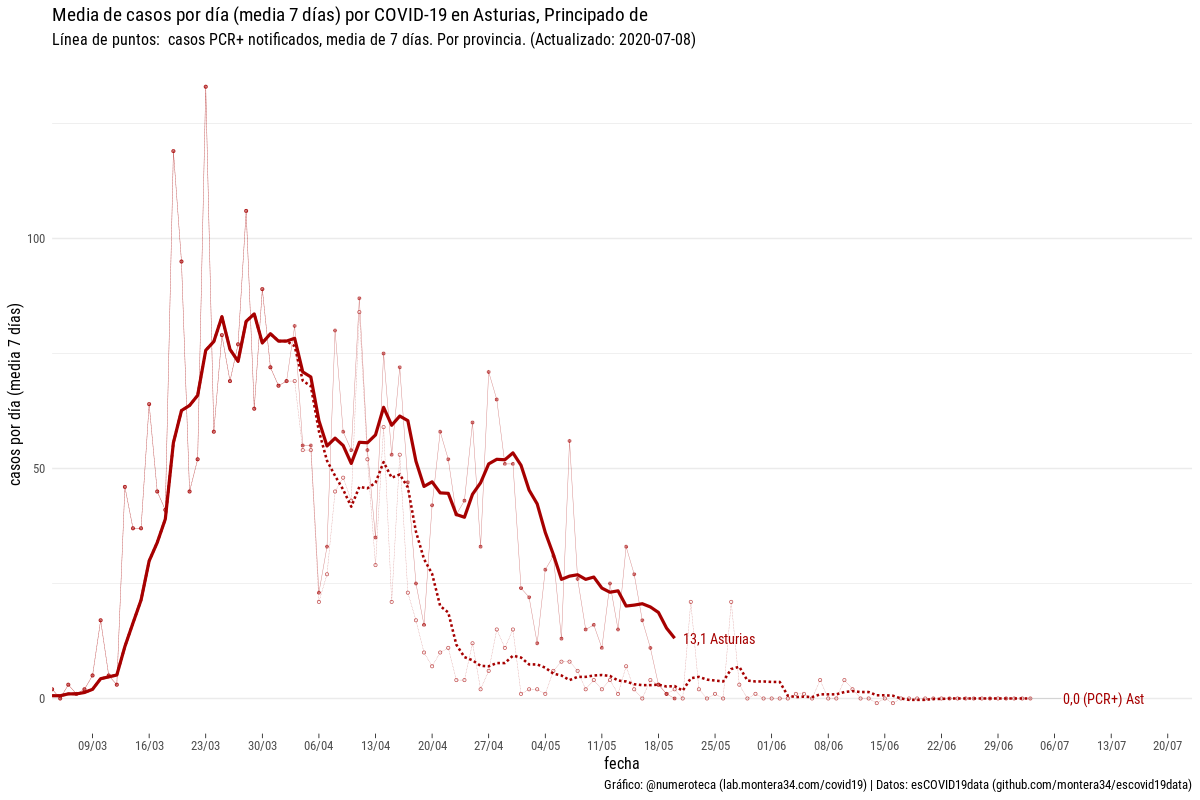 Media de casos por día (media 7 días) por COVID-19 en Asturias, Principado de
Línea de puntos:  casos PCR+ notificados, media de 7 días. Por provincia. (Actualizado: 2020-07-08)
casos por día (media 7 días)
100
50
0
13,1 Asturias
0,0 (PCR+) Ast
09/03 16/03 23/03 30/03 06/04 13/04 20/04 27/04 04/05 11/05 18/05 25/05 01/06 08/06 15/06 22/06 29/06 06/07 13/07 20/07
fecha
Gráfico: @numeroteca (lab.montera34.com/covid19) | Datos: esCOVID19data (github.com/montera34/escovid19data)